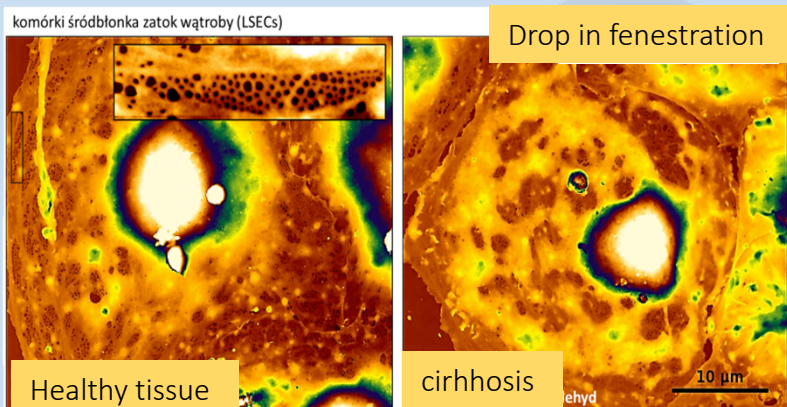 komórki śródbłonka zatok wątroby (LSECs)
Drop in fenestration
Healthy tissue
cirhhosis
10 µm